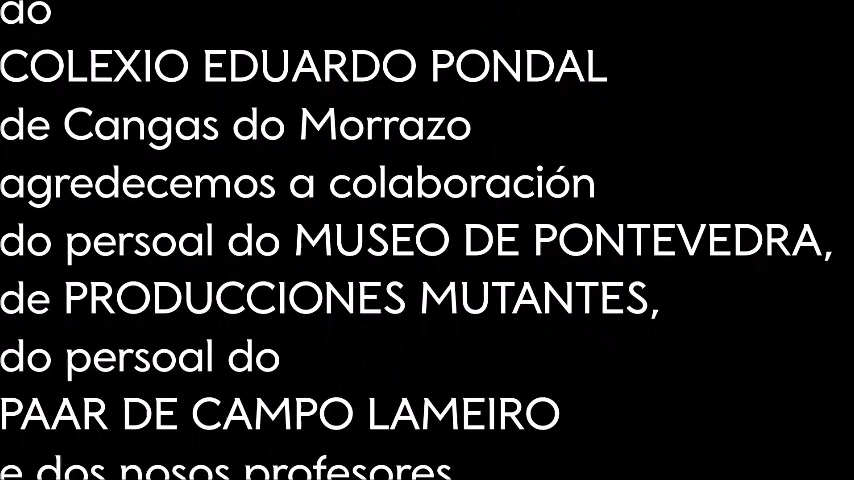 do
COLEXIO EDUARDO PONDAL
de Cangas do Morrazo
agredecemos a colaboración
do persoal do MUSEO DE PONTEVEDRA,
de PRODUCCIONES MUTANTES,
do persoal do
PAAR DE CAMPO LAMEIRO
e dos nosos profesores